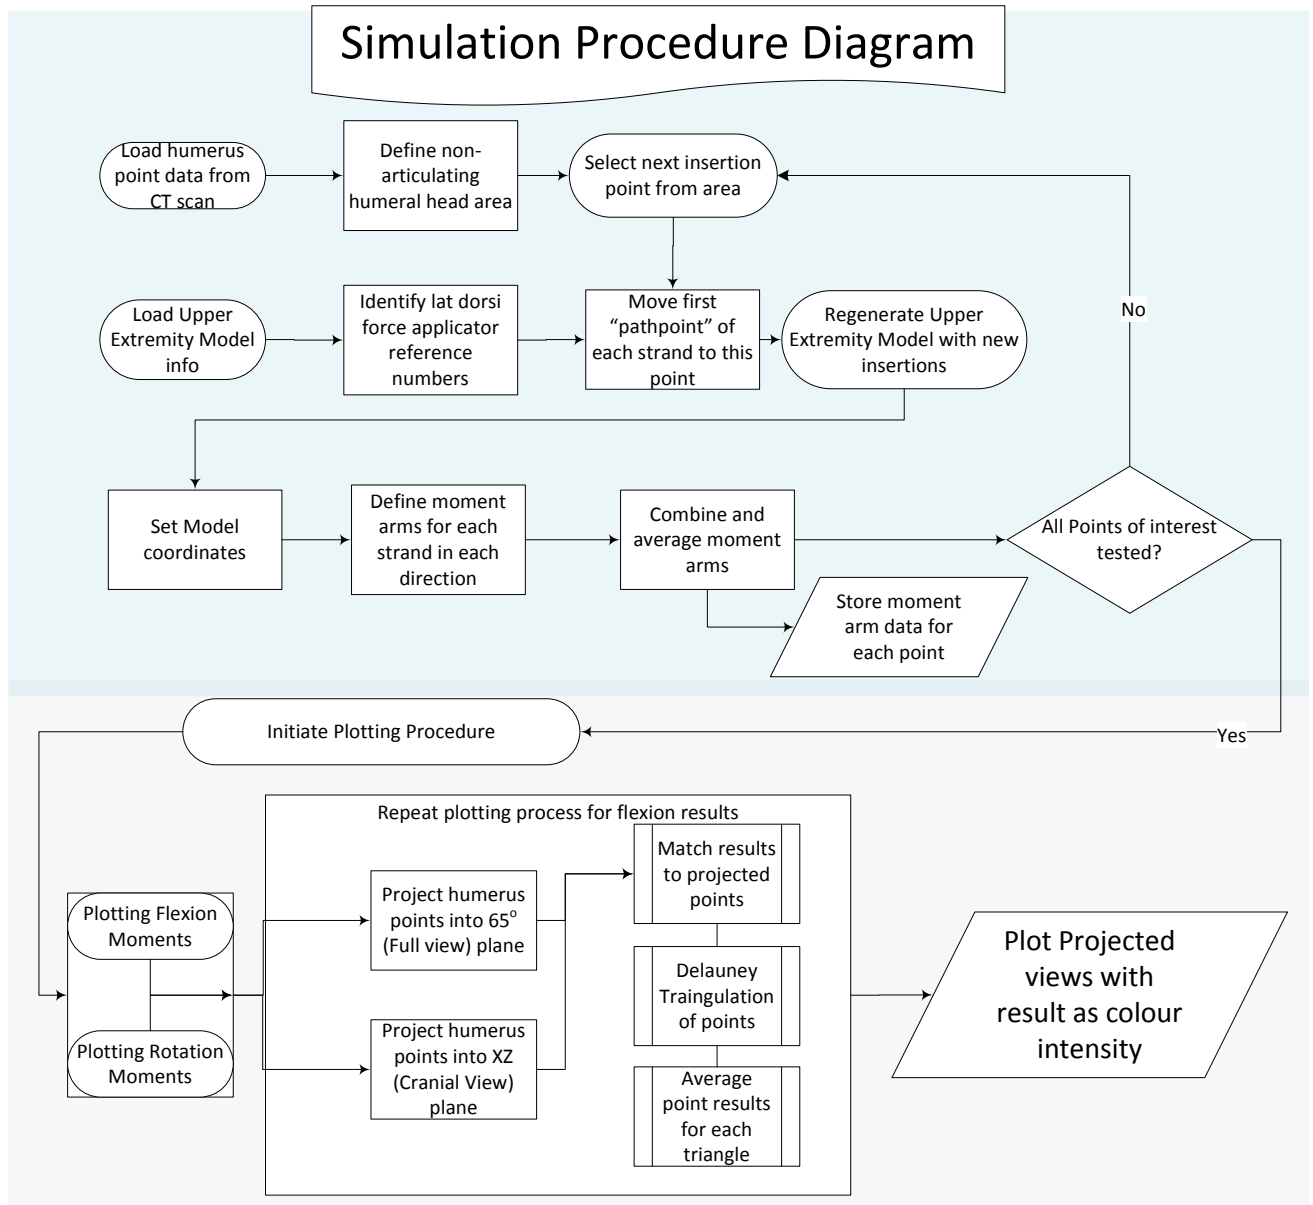 Simulation Procedure Diagram
Load humerus
point data from
CT scan
Define non-
articulating
humeral head area
Select next insertion
point from area
No
Load Upper
Extremity Model
info
Identify lat dorsi
force applicator
reference
numbers
Move first
“pathpoint” of
each strand to this
point
Regenerate Upper
Extremity Model with new
insertions
Set Model
coordinates
Define moment
arms for each
strand in each
direction
Combine and
average moment
arms
All Points of interest
tested?
Store moment
arm data for
each point
Initiate Plotting Procedure
Yes
Repeat plotting process for flexion results
Plotting Flexion
Moments
Plotting Rotation
Moments
Project humerus
points into 65o
(Full view) plane
Project humerus
points into XZ
(Cranial View)
plane
Match results
to projected
points
Delauney
Traingulation
of points
Average
point results
for each
triangle
Plot Projected
views with
result as colour
intensity